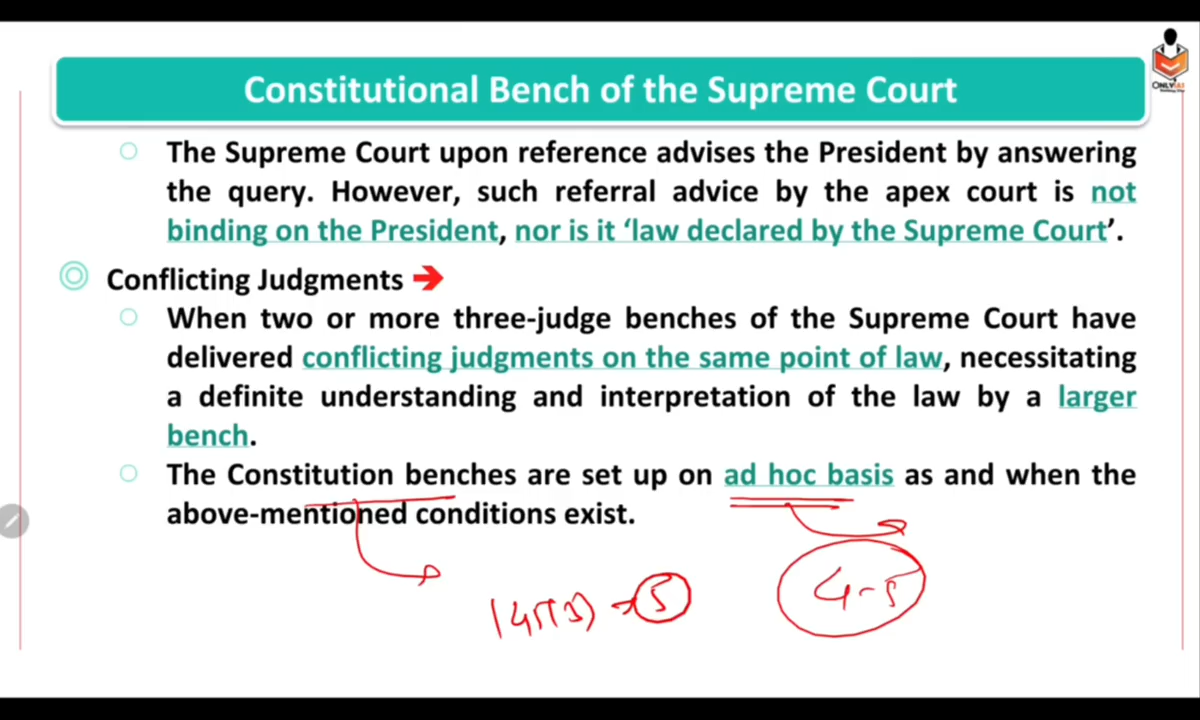 Constitutional Bench of the Supreme Court
The Supreme Court upon reference advises the President by answering
the query. However, such referral advice by the apex court is not
binding on the President, nor is it ‘law declared by the Supreme Court’.
Conflicting Judgments
When two or more three-judge benches of the Supreme Court have
delivered conflicting judgments on the same point of law, necessitating
a definite understanding and interpretation of the law by a larger
bench.
The Constitution benches are set up on ad hoc basis as and when the
above-mentioned conditions exist.
145(3) → 5
4-5